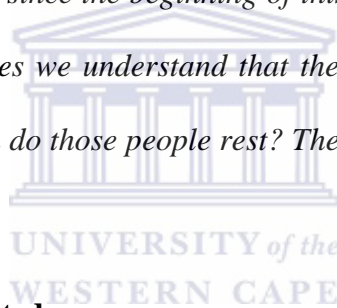 since the beginning of
es we understand that the
do those people rest? The
UNIVERSITY of the
WESTERN CAPE